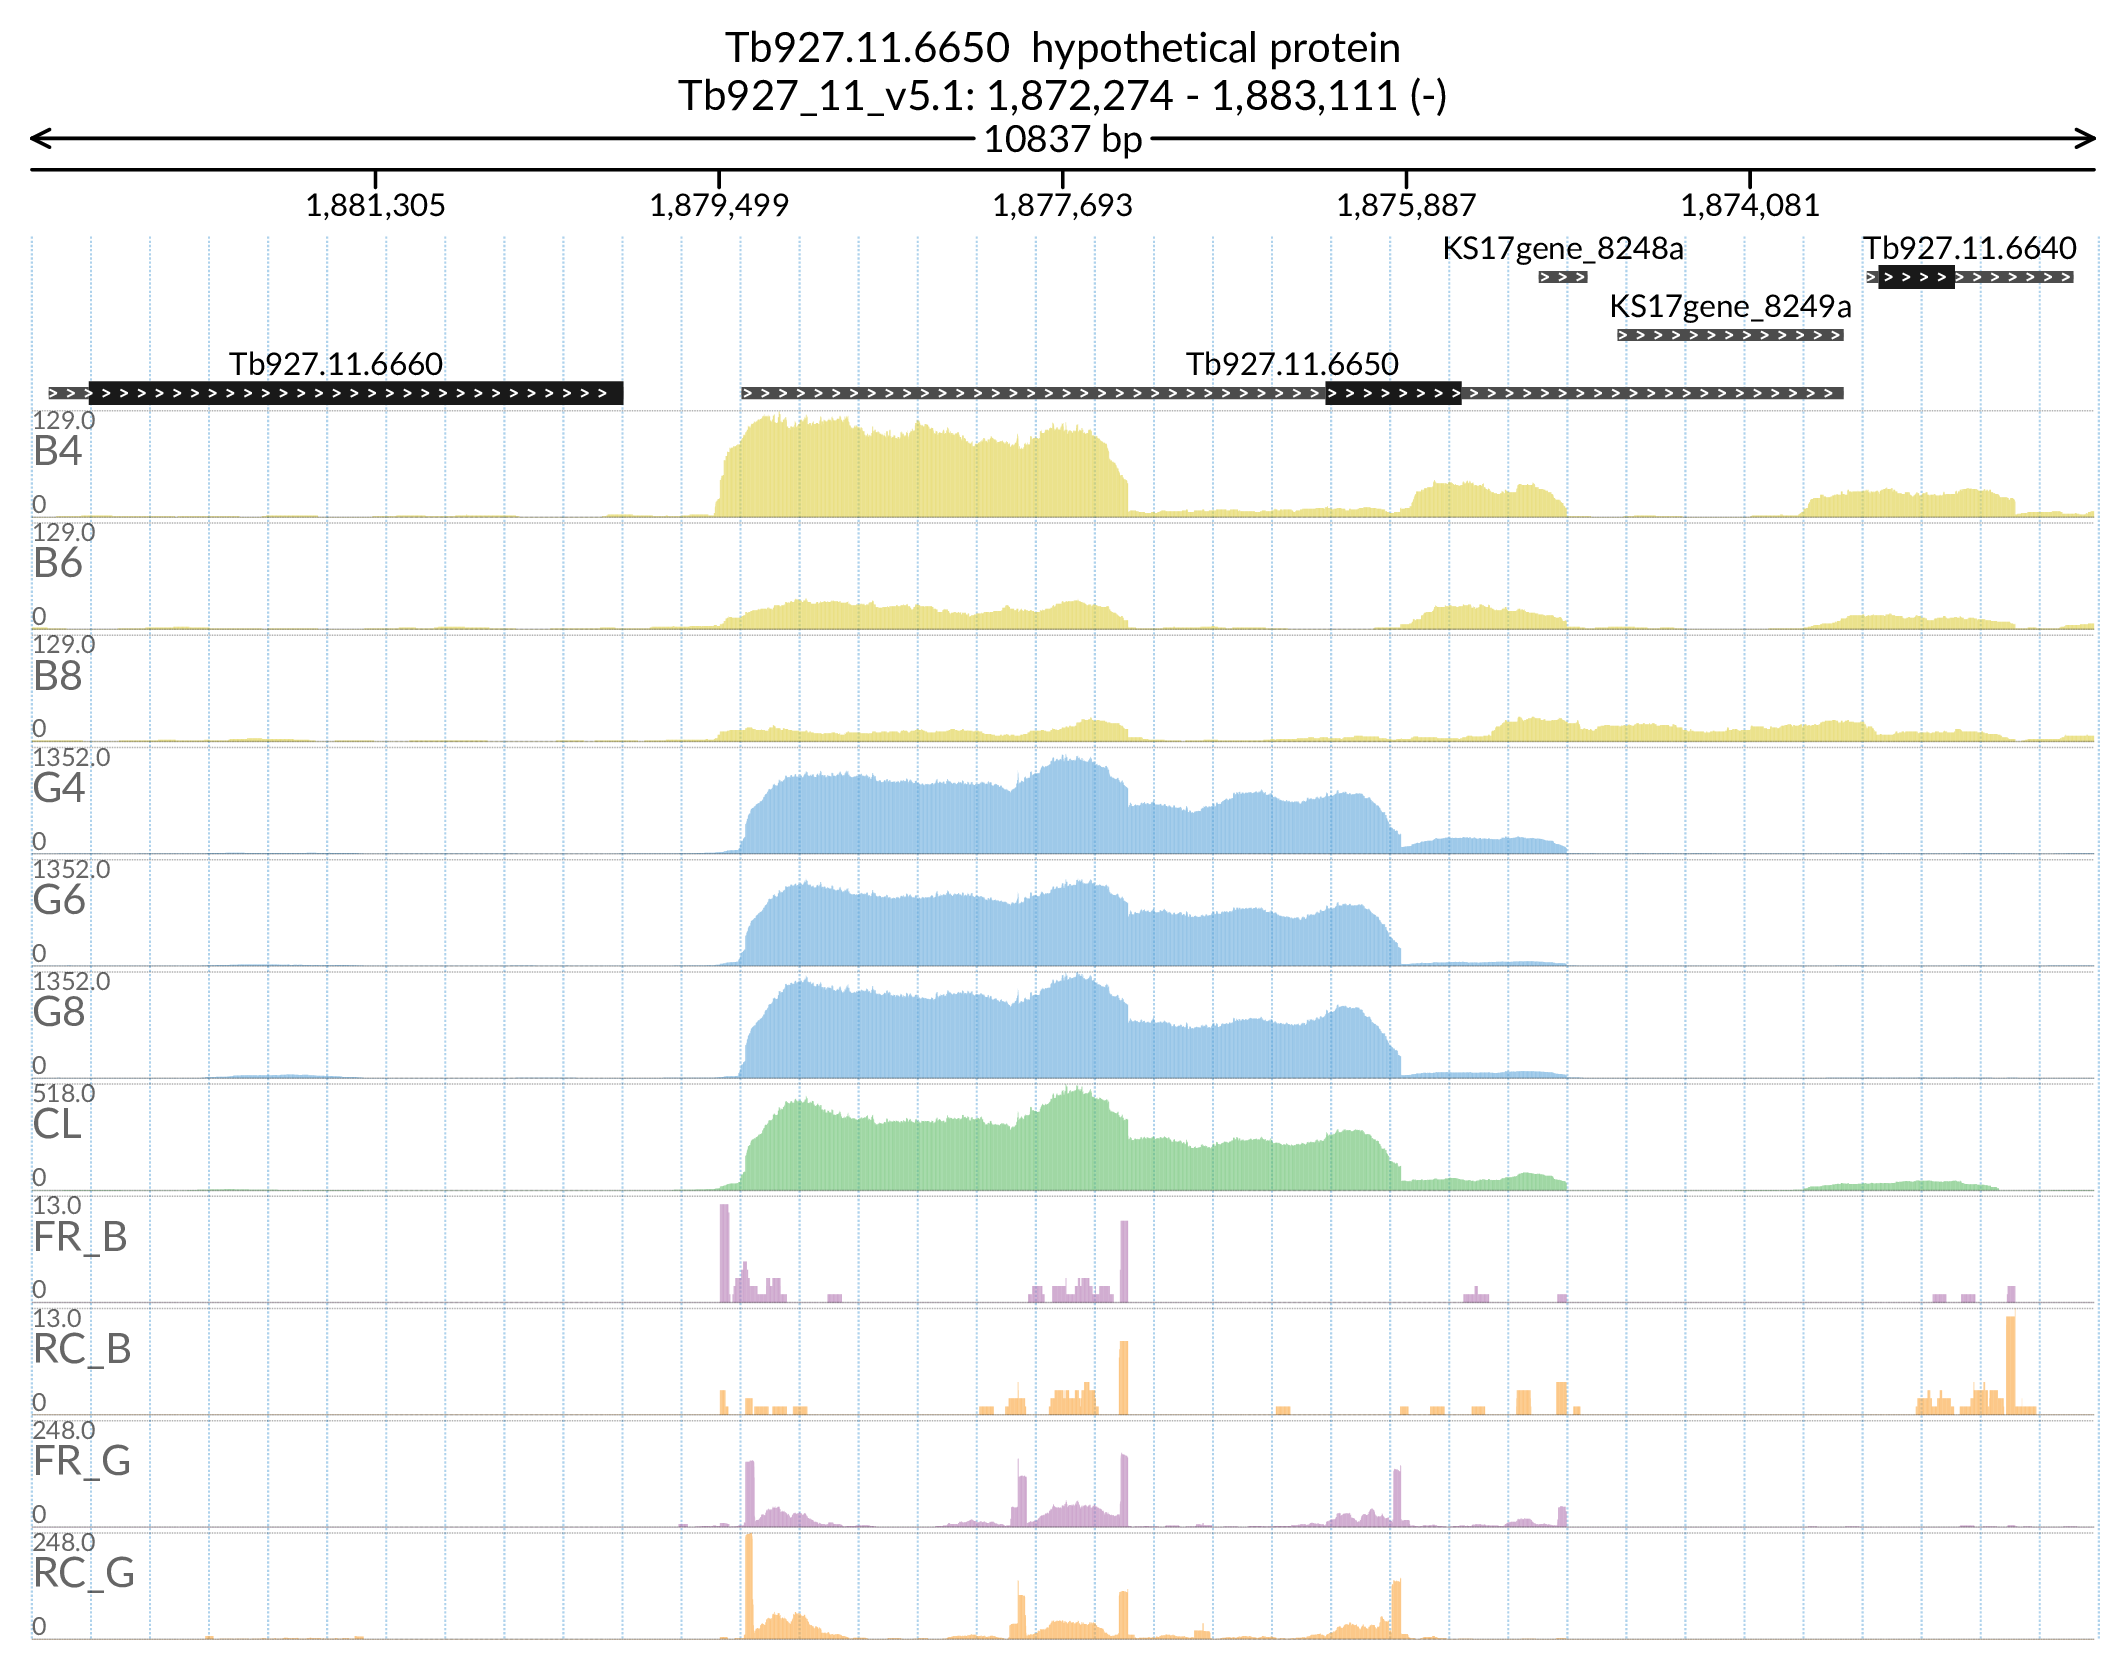 Tb927.11.6650 hypothetical protein
Tb927_11_v5.1: 1,872,274 - 1,883,111 (-)
10837 bp
1,881,305 1,879,499 1,877,693 1,875,887 1,874,081
KS17gene_8248a Tb927.11.6640
KS17gene_8249a
Tb927.11.6660 Tb927.11.6650
129.0
B4
0
129.0
B6
0
129.0
B8
0
1352.0
G4
0
1352.0
G6
0
1352.0
G8
0
518.0
CL
0
13.0
FR_B
0
13.0
RC_B
0
248.0
FR_G
0
248.0
RC_G
0